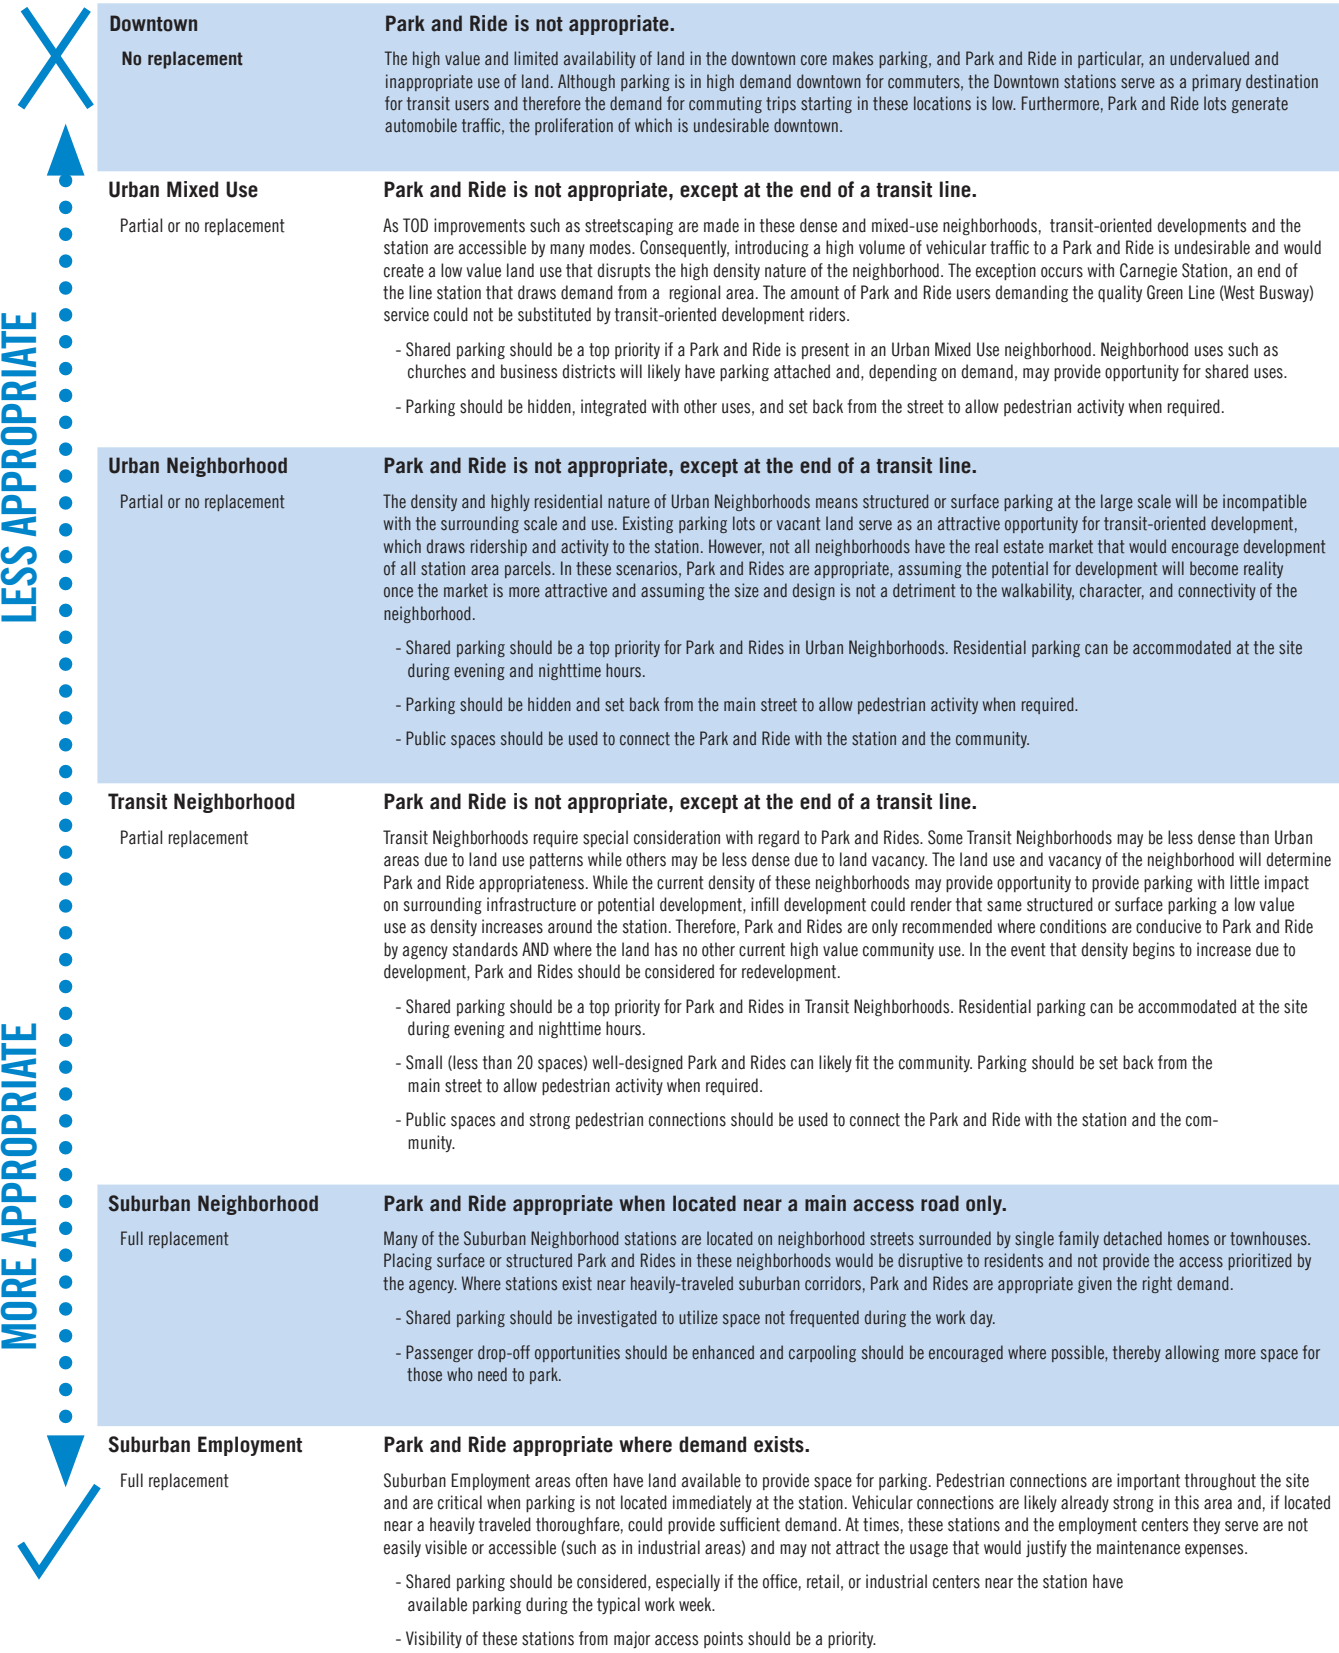 Downtown
Park and Ride is not appropriate.
No replacement
The high value and limited availability of land in the downtown core makes parking, and Park and Ride in particular, an undervalued and
inappropriate use of land. Although parking is in high demand downtown for commuters, the Downtown stations serve as a primary destination
for transit users and therefore the demand for commuting trips starting in these locations is low. Furthermore, Park and Ride lots generate
automobile traffic, the proliferation of which is undesirable downtown.
LESS APPROPRIATE
Urban Mixed Use
Park and Ride is not appropriate, except at the end of a transit line.
Partial or no replacement
As TOD improvements such as streetscaping are made in these dense and mixed-use neighborhoods, transit-oriented developments and the
station are accessible by many modes. Consequently, introducing a high volume of vehicular traffic to a Park and Ride is undesirable and would
create a low value land use that disrupts the high density nature of the neighborhood. The exception occurs with Carnegie Station, an end of
the line station that draws demand from a regional area. The amount of Park and Ride users demanding the quality Green Line (West Busway)
service could not be substituted by transit-oriented development riders.
- Shared parking should be a top priority if a Park and Ride is present in an Urban Mixed Use neighborhood. Neighborhood uses such as
churches and business districts will likely have parking attached and, depending on demand, may provide opportunity for shared uses.
- Parking should be hidden, integrated with other uses, and set back from the street to allow pedestrian activity when required.
Urban Neighborhood
Park and Ride is not appropriate, except at the end of a transit line.
Partial or no replacement
The density and highly residential nature of Urban Neighborhoods means structured or surface parking at the large scale will be incompatible
with the surrounding scale and use. Existing parking lots or vacant land serve as an attractive opportunity for transit-oriented development,
which draws ridership and activity to the station. However, not all neighborhoods have the real estate market that would encourage development
of all station area parcels. In these scenarios, Park and Rides are appropriate, assuming the potential for development will become reality
once the market is more attractive and assuming the size and design is not a detriment to the walkability, character, and connectivity of the
neighborhood.
- Shared parking should be a top priority for Park and Rides in Urban Neighborhoods. Residential parking can be accommodated at the site
during evening and nighttime hours.
- Parking should be hidden and set back from the main street to allow pedestrian activity when required.
- Public spaces should be used to connect the Park and Ride with the station and the community.
Transit Neighborhood
Park and Ride is not appropriate, except at the end of a transit line.
Partial replacement
Transit Neighborhoods require special consideration with regard to Park and Rides. Some Transit Neighborhoods may be less dense than Urban
areas due to land use patterns while others may be less dense due to land vacancy. The land use and vacancy of the neighborhood will determine
Park and Ride appropriateness. While the current density of these neighborhoods may provide opportunity to provide parking with little impact
on surrounding infrastructure or potential development, infill development could render that same structured or surface parking a low value
use as density increases around the station. Therefore, Park and Rides are only recommended where conditions are conducive to Park and Ride
by agency standards AND where the land has no other current high value community use. In the event that density begins to increase due to
development, Park and Rides should be considered for redevelopment.
- Shared parking should be a top priority for Park and Rides in Transit Neighborhoods. Residential parking can be accommodated at the site
during evening and nighttime hours.
- Small (less than 20 spaces) well-designed Park and Rides can likely fit the community. Parking should be set back from the
main street to allow pedestrian activity when required.
- Public spaces and strong pedestrian connections should be used to connect the Park and Ride with the station and the com-
munity.
MORE APPROPRIATE
Suburban Neighborhood
Park and Ride appropriate when located near a main access road only.
Full replacement
Many of the Suburban Neighborhood stations are located on neighborhood streets surrounded by single family detached homes or townhouses.
Placing surface or structured Park and Rides in these neighborhoods would be disruptive to residents and not provide the access prioritized by
the agency. Where stations exist near heavily-traveled suburban corridors, Park and Rides are appropriate given the right demand.
- Shared parking should be investigated to utilize space not frequented during the work day.
- Passenger drop-off opportunities should be enhanced and carpooling should be encouraged where possible, thereby allowing more space for
those who need to park.
Suburban Employment
Park and Ride appropriate where demand exists.
Full replacement
Suburban Employment areas often have land available to provide space for parking. Pedestrian connections are important throughout the site
and are critical when parking is not located immediately at the station. Vehicular connections are likely already strong in this area and, if located
near a heavily traveled thoroughfare, could provide sufficient demand. At times, these stations and the employment centers they serve are not
easily visible or accessible (such as in industrial areas) and may not attract the usage that would justify the maintenance expenses.
- Shared parking should be considered, especially if the office, retail, or industrial centers near the station have
available parking during the typical work week.
- Visibility of these stations from major access points should be a priority.